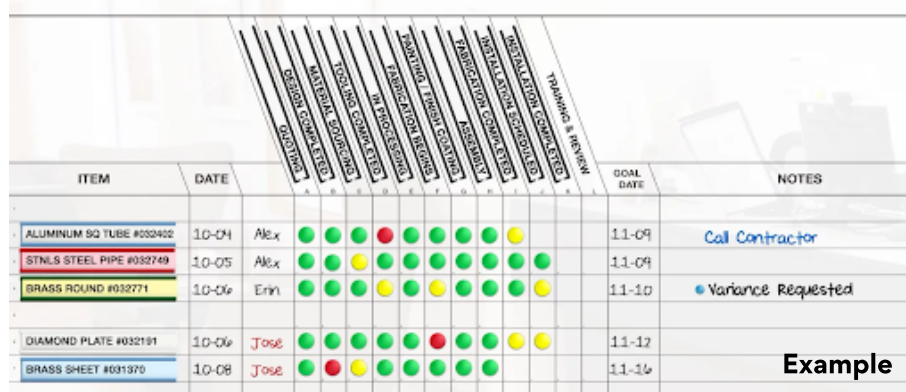 QUOTING
DESIGN COMPLETED
MATERIAL SOURCING
TOOLING COMPLETED
IN PROCESSING
FABRICATION BEGINS
PAINTING / FINISH COATING
ASSEMBLY
FABRICATION COMPLETED
INSTALLATION SCHEDULED
INSTALLATION COMPLETED
TRAINING & REVIEW
ITEM DATE A B C D E F G H I J K L GOAL DATE NOTES
ALUMINUM SQ TUBE #032402 10-04 Alex 11-09 Call Contractor
STNLS STEEL PIPE #032749 10-05 Alex 11-09
BRASS ROUND #032771 10-06 Erin 11-10 Variance Requested
DIAMOND PLATE #032191 10-06 Jose 11-12
BRASS SHEET #031370 10-08 Jose 11-16
Example